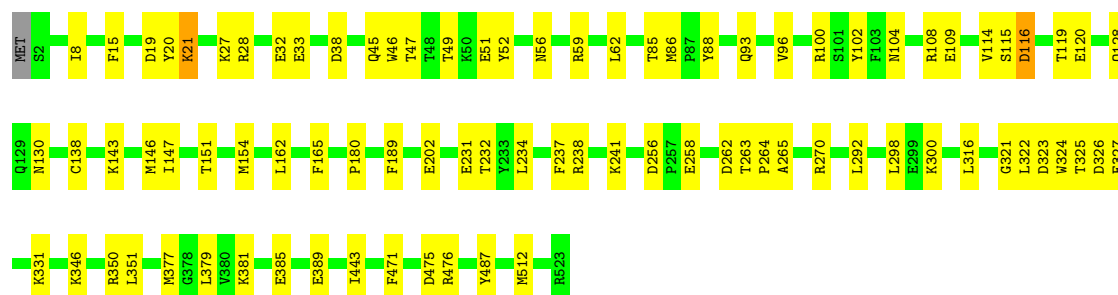 MET S2 I8 F15 D19 Y20 K21 K27 R28 E32 E33 D38 Q45 W46 T47 T48 T49 K50 E51 Y52 N56 R59 L62 T85 M86 P87 Y88 Q93 V96 R100 S101 Y102 F103 N104 R108 E109 V114 S115 D116 T119 E120
Q129 N130 C138 K143 M146 I147 T151 M154 L162 F165 P180 F189 E202 E231 T232 Y233 L234 F237 R238 K241 D256 P257 E258 D262 T263 P264 A265 R270 L292 L298 E299 K300 L316 G321 L322 D323 W324 T325 D326
K331 K346 R350 L351 M377 G378 L379 V380 K381 E385 E389 I443 F471 D475 R476 Y487 M512 R523